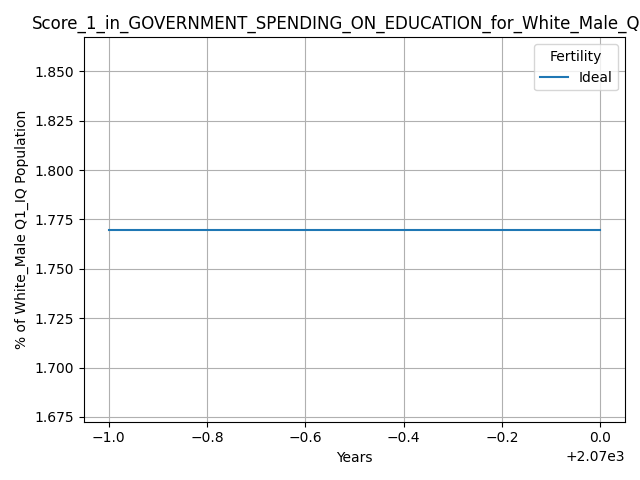 Score_1_in_GOVERNMENT_SPENDING_ON_EDUCATION_for_White_Male_Q
Fertility
Ideal
% of White_Male Q1_IQ Population
1.850
1.825
1.800
1.775
1.750
1.725
1.700
1.675
−1.0 −0.8 −0.6 −0.4 −0.2 0.0
+2.07e3
Years